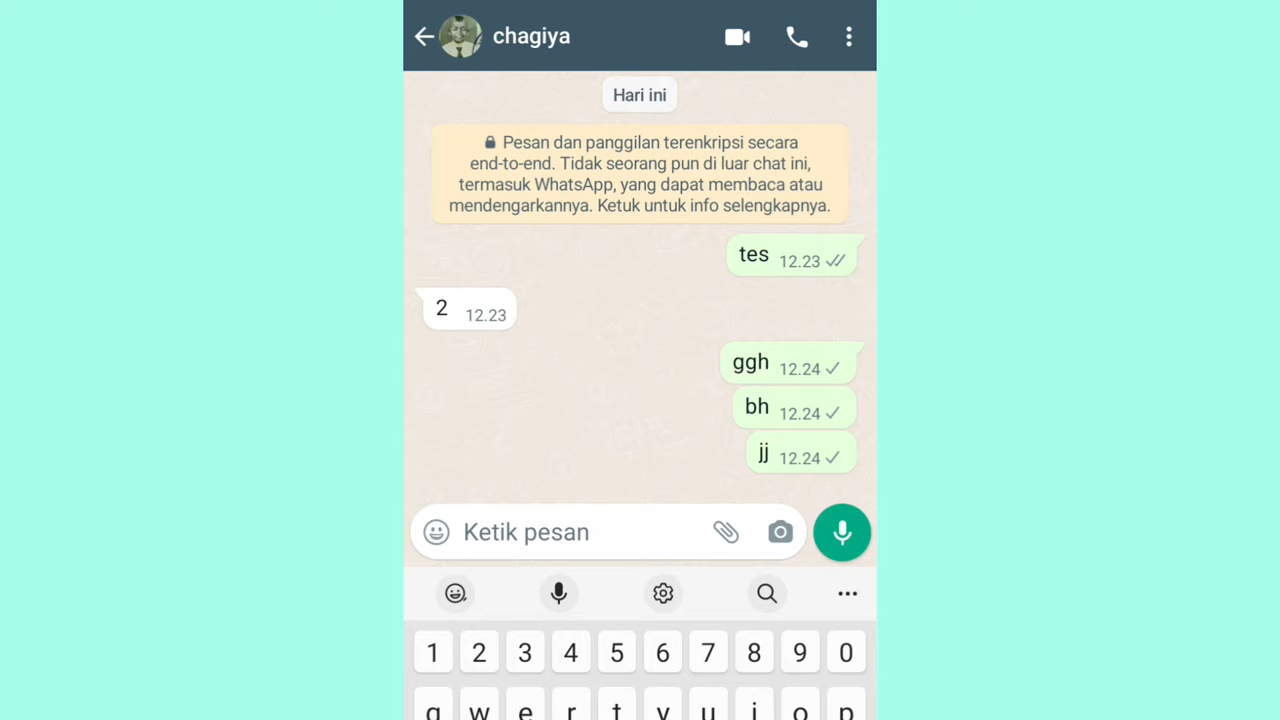 chagiya
Hari ini
Pesan dan panggilan terenkripsi secara
end-to-end. Tidak seorang pun di luar chat ini,
termasuk WhatsApp, yang dapat membaca atau
mendengarkannya. Ketuk untuk info selengkapnya.
tes 12.23
2 12.23
ggh 12.24
bh 12.24
jj 12.24
Ketik pesan
1 2 3 4 5 6 7 8 9 0
q w e r t y u i o p